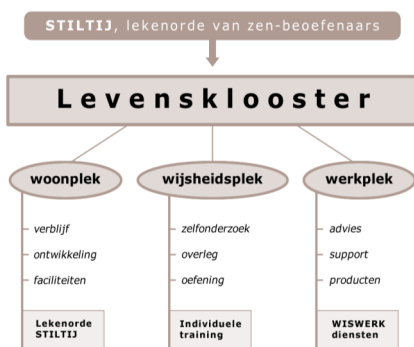 STILTIJ, lekenorde van zen-beoefenaars
Levensklooster
woonplek
verblijf
ontwikkeling
faciliteiten
Lekenorde
STILTIJ
wijsheidsplek
zelfonderzoek
overleg
oefening
Individuele
training
werkplek
advies
support
producten
WISWERK
diensten